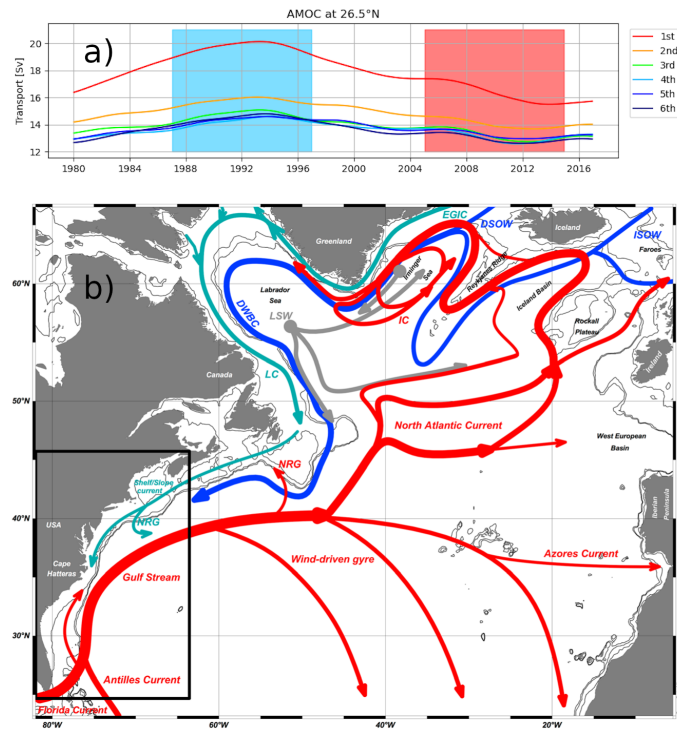 AMOC at 26.5°N
a)
Transport [Sv]
20
18
16
14
12
1980
1984
1988
1992
1996
2000
2004
2008
2012
2016
1st
2nd
3rd
4th
5th
6th
b)
Greenland
EGIC
DSOW
Iceland
ISOW
Faroes
Irminger
Sea
Reykjanes Ridge
Iceland Basin
Labrador
Sea
DWBC
LSW
IC
Rockall
Plateau
Ireland
Canada
LC
North Atlantic Current
West European
Basin
Shelf/Slope
current
NRG
NRG
USA
Cape
Hatteras
Gulf Stream
Wind-driven gyre
Azores Current
Iberian
Peninsula
Antilles Current
Florida Current
60°N
50°N
40°N
30°N
80°W
60°W
40°W
20°W